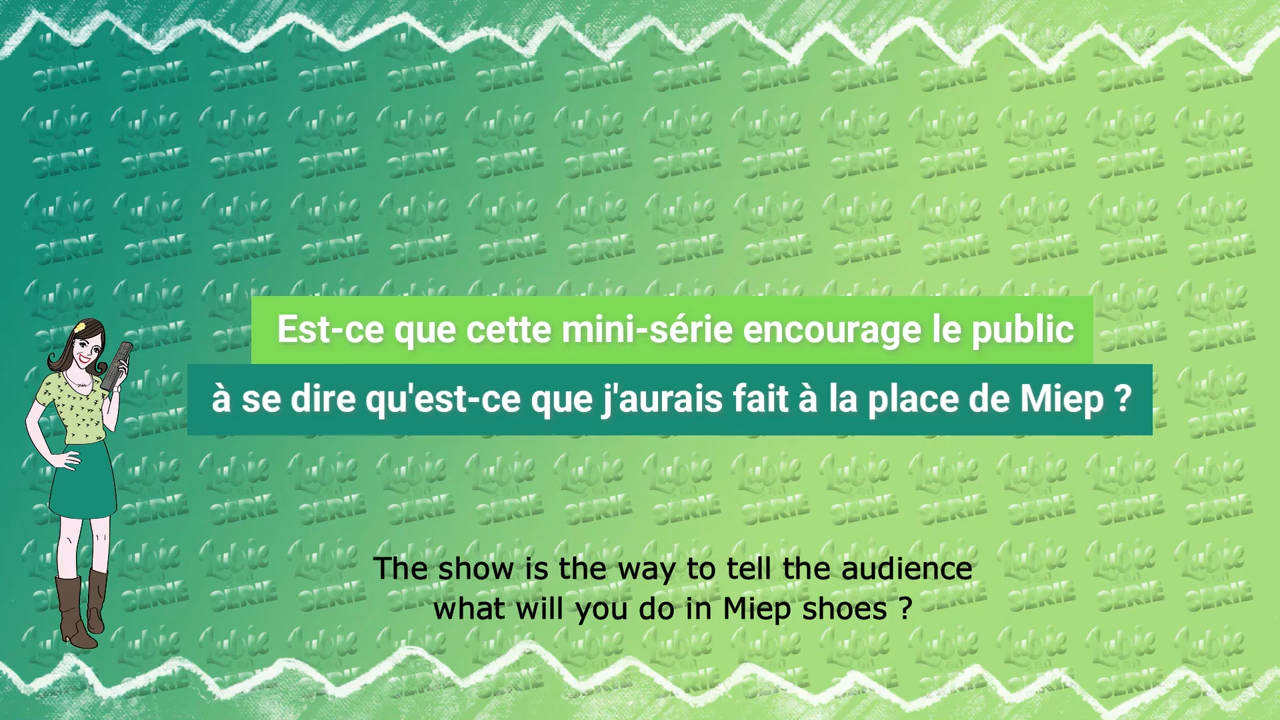 Est-ce que cette mini-série encourage le public
à se dire qu'est-ce que j'aurais fait à la place de Miep ?
The show is the way to tell the audience
what will you do in Miep shoes ?